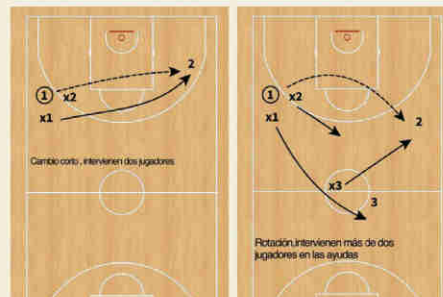 2
1
x2
x1
Cambio corto , intervienen dos jugadores
1
x2
x1
2
x3
3
Rotación,intervienen más de dos
jugadores en las ayudas